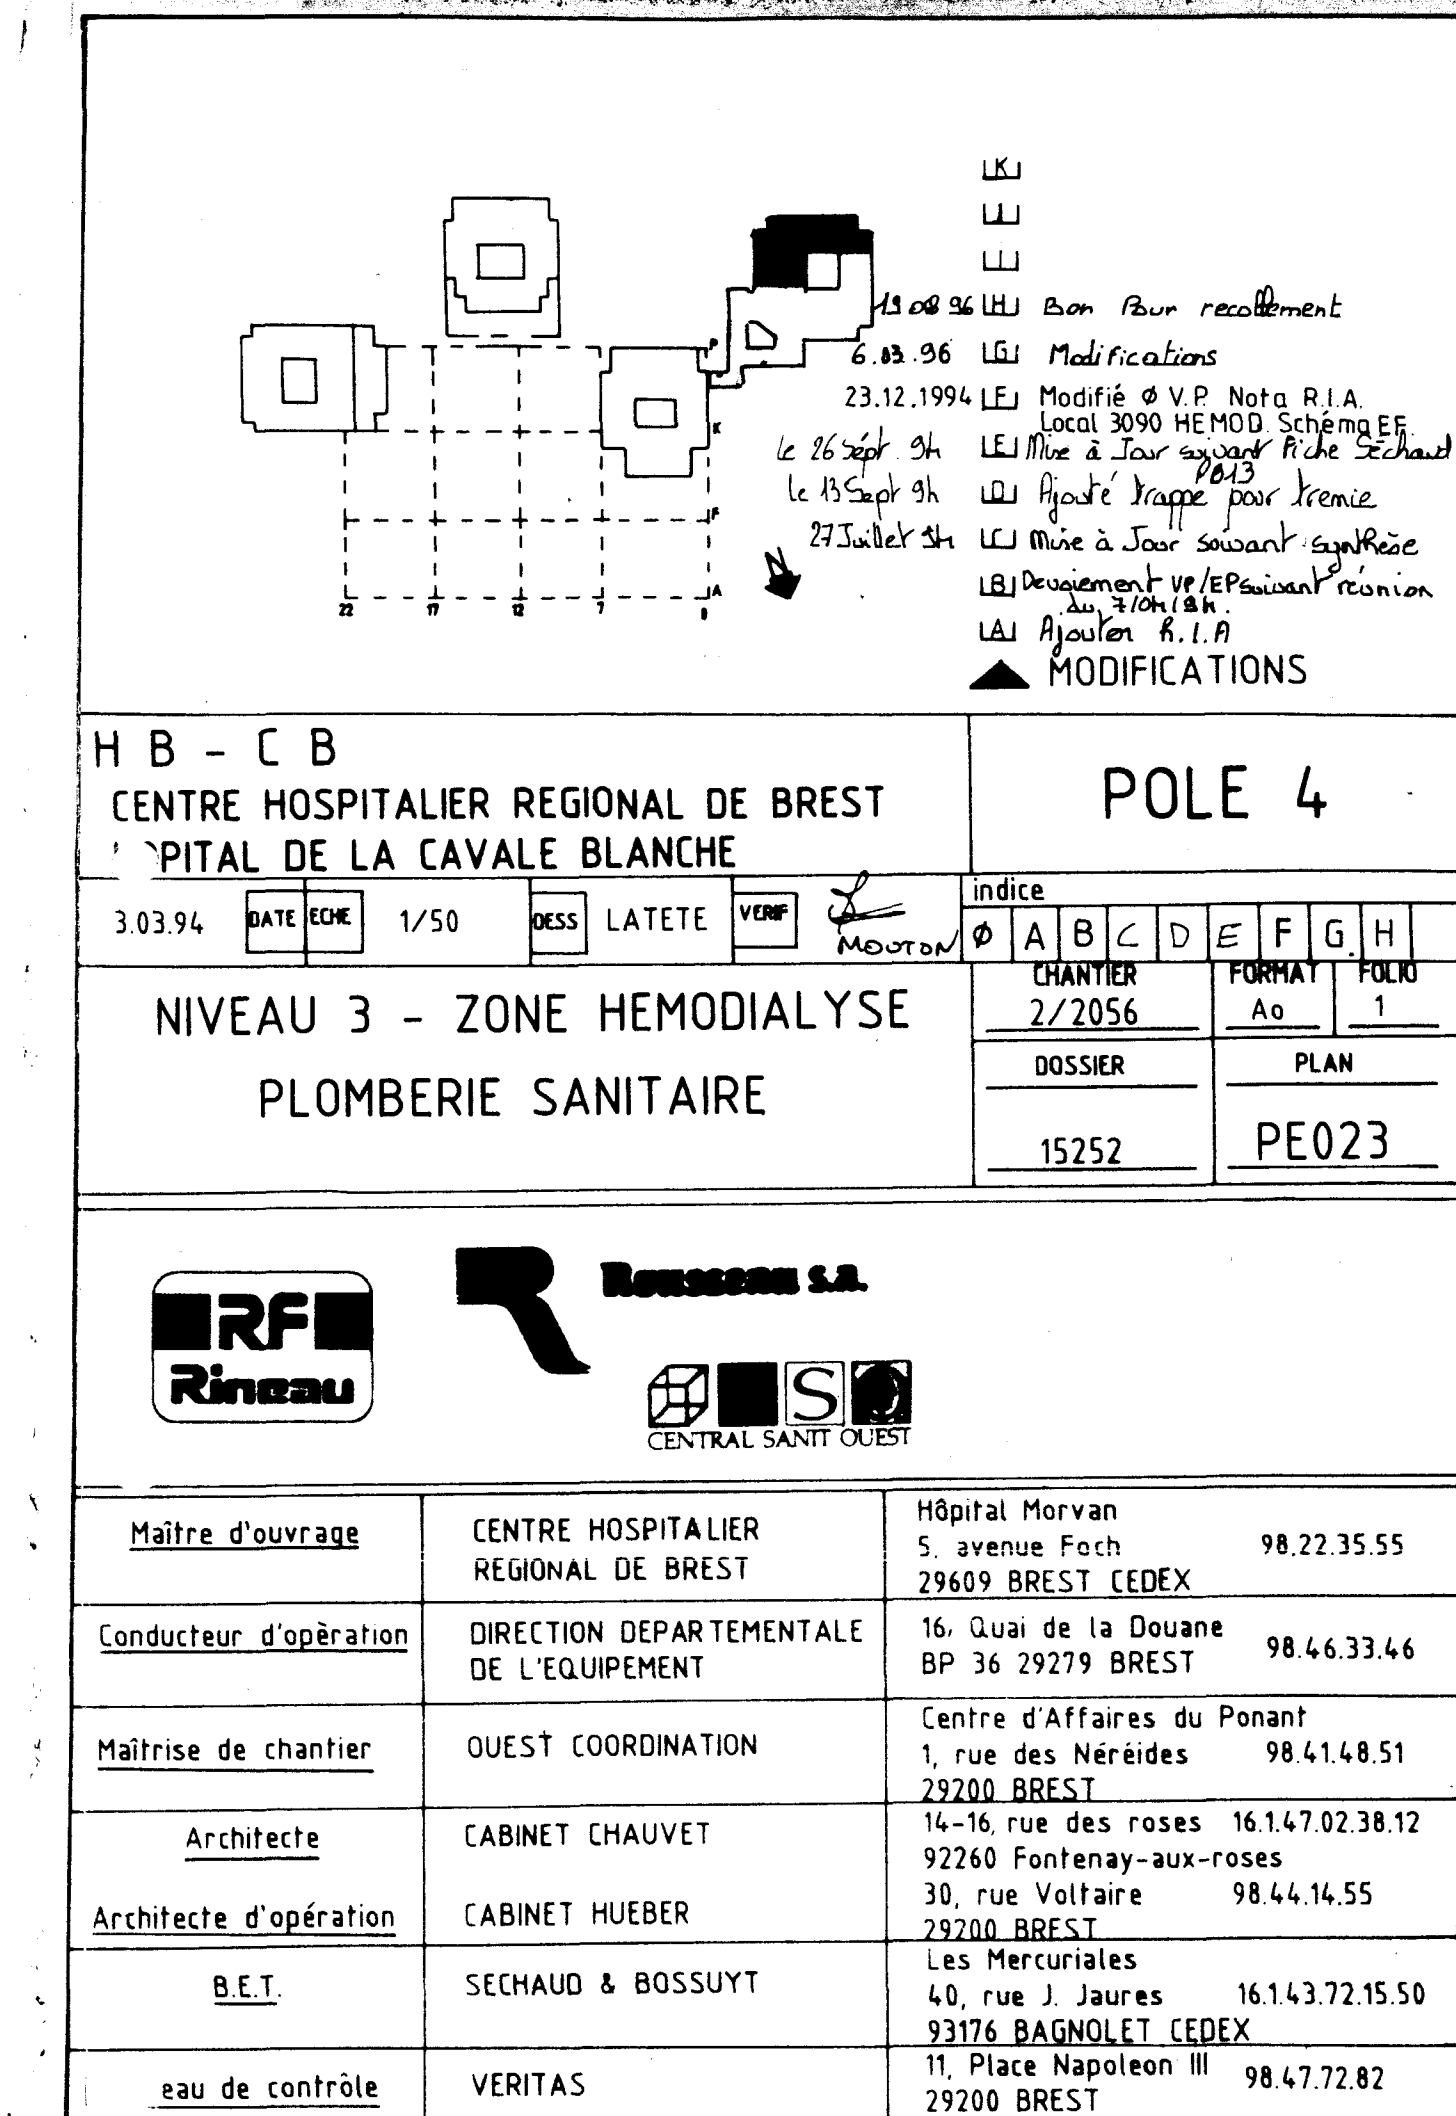 K
19.08.96 H Bon Pour recollement
6.03.96 G Modifications
23.12.1994 F Modifié Ø V.P. Nota R.I.A.
Local 3090 HEMOD. Schéma EF.
le 26 Sépt. 94 E Mise à Jour suivant fiche Séchaud
P013
le 13 Sept 94 D Ajouté trappe pour tremie
27 Juillet 94 C Mise à Jour suivant synthèse
B Devoiement VP/EP suivant réunion
du 7/04/94.
A Ajouter R.I.A
MODIFICATIONS
P
K
F
A
22 17 12 7
N
H B - C B
CENTRE HOSPITALIER REGIONAL DE BREST
OPITAL DE LA CAVALE BLANCHE
POLE 4
3.03.94 DATE ECHE 1/50 DESS LATETE VERIF MOUTON
indice
Ø A B C D E F G H
NIVEAU 3 - ZONE HEMODIALYSE
PLOMBERIE SANITAIRE
CHANTIER FORMAT FOLIO
2/2056 Ao 1
DOSSIER PLAN
15252 PE023
RF
Rineau
R Rousseau s.a.
S
CENTRAL SANIT OUEST
Maître d'ouvrage
CENTRE HOSPITALIER
REGIONAL DE BREST
Hôpital Morvan
5, avenue Foch 98.22.35.55
29609 BREST CEDEX
Conducteur d'opèration
DIRECTION DEPARTEMENTALE
DE L'EQUIPEMENT
16, Quai de la Douane
BP 36 29279 BREST 98.46.33.46
Maîtrise de chantier
OUEST COORDINATION
Centre d'Affaires du Ponant
1, rue des Néréides 98.41.48.51
29200 BREST
Architecte
CABINET CHAUVET
14-16, rue des roses 16.1.47.02.38.12
92260 Fontenay-aux-roses
Architecte d'opération
CABINET HUEBER
30, rue Voltaire 98.44.14.55
29200 BREST
B.E.T.
SECHAUD & BOSSUYT
Les Mercuriales
40, rue J. Jaures 16.1.43.72.15.50
93176 BAGNOLET CEDEX
eau de contrôle
VERITAS
11, Place Napoleon III 98.47.72.82
29200 BREST